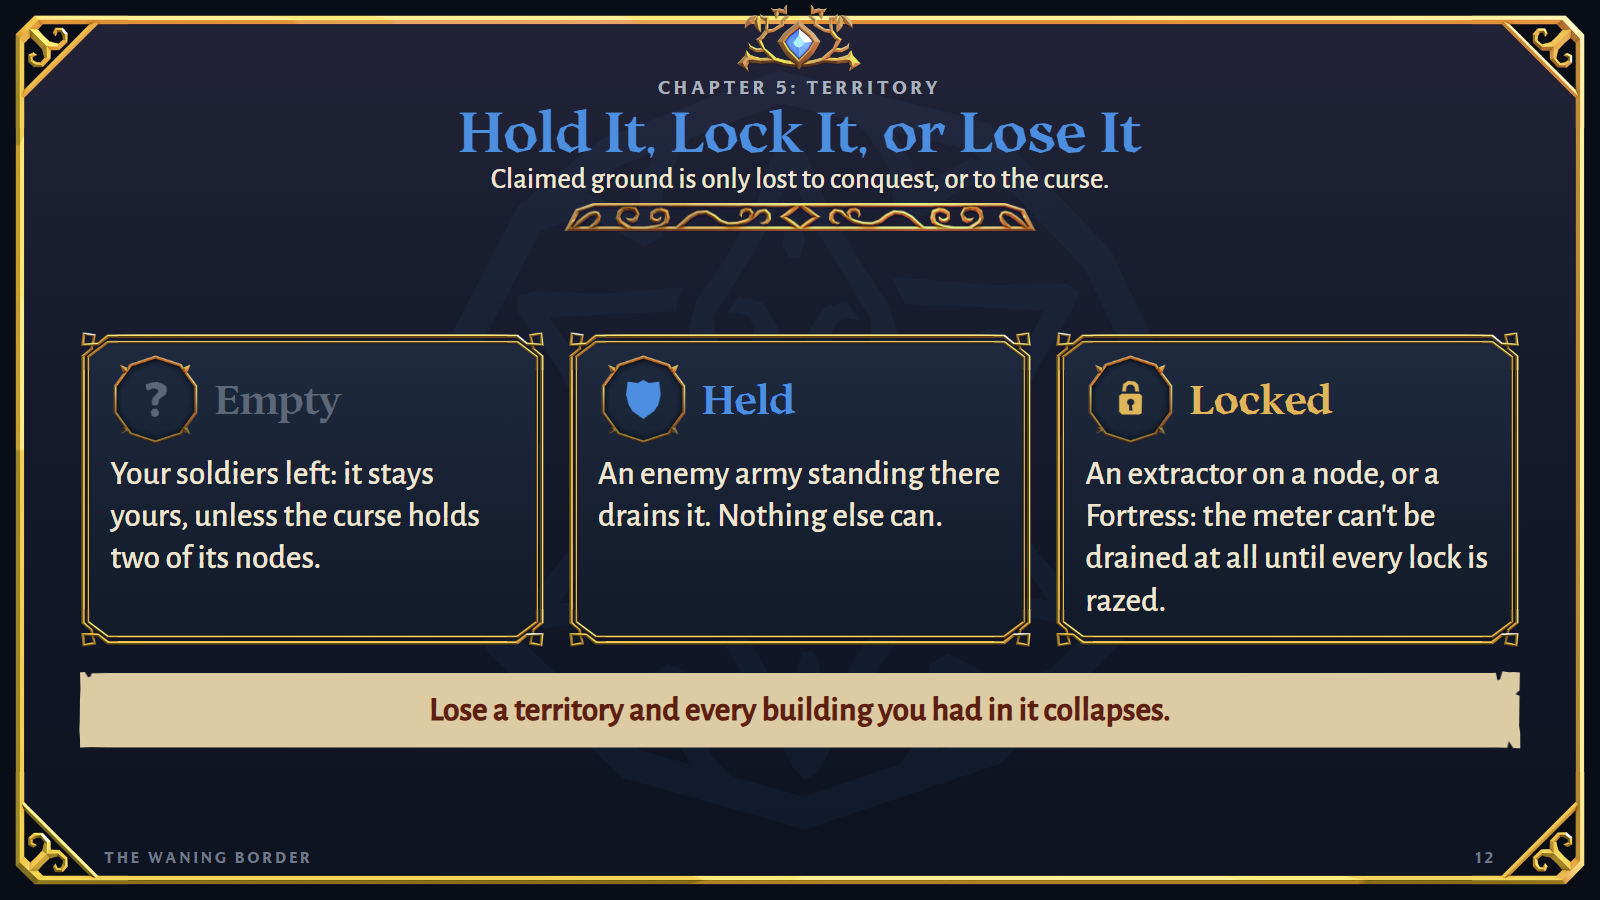 CHAPTER 5: TERRITORY
Hold It, Lock It, or Lose It
Claimed ground is only lost to conquest, or to the curse.
?
Empty
Your soldiers left: it stays
yours, unless the curse holds
two of its nodes.
Held
An enemy army standing there
drains it. Nothing else can.
Locked
An extractor on a node, or a
Fortress: the meter can't be
drained at all until every lock is
razed.
Lose a territory and every building you had in it collapses.
THE WANING BORDER
12